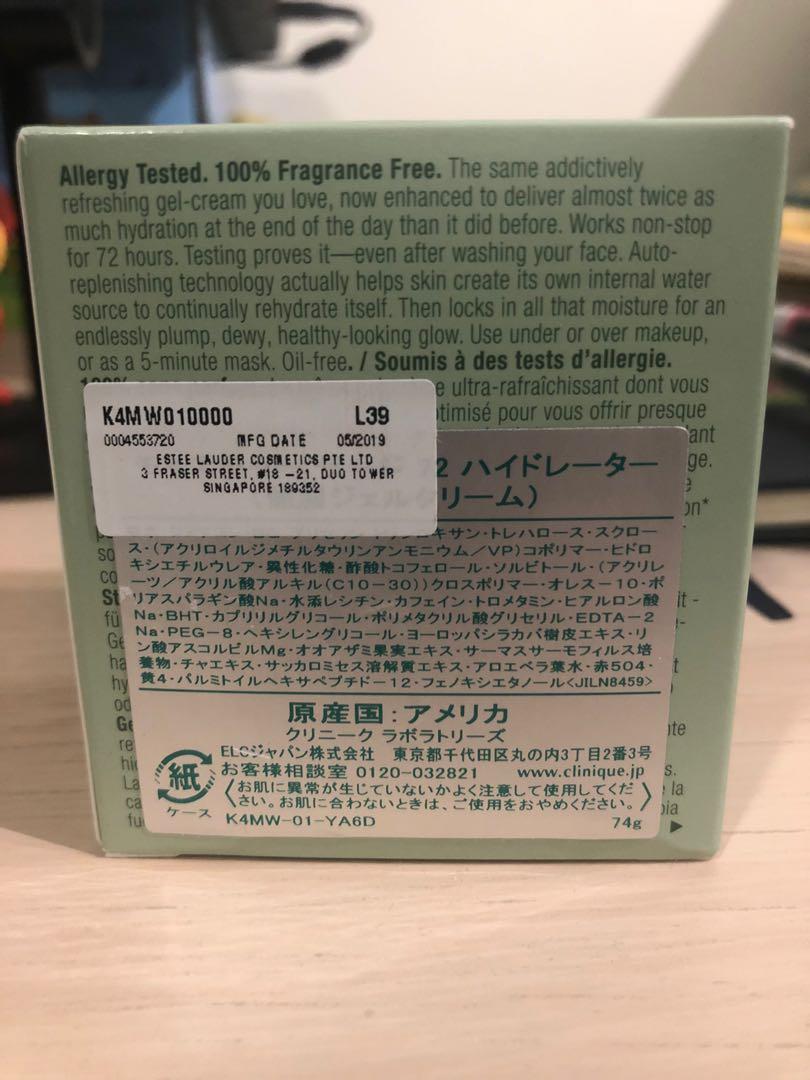 Allergy Tested. 100% Fragrance Free. The same addictively
refreshing gel-cream you love, now enhanced to deliver almost twice as
much hydration at the end of the day than it did before. Works non-stop
for 72 hours. Testing proves it—even after washing your face. Auto-
replenishing technology actually helps skin create its own internal water
source to continually rehydrate itself. Then locks in all that moisture for an
endlessly plump, dewy, healthy-looking glow. Use under or over makeup,
or as a 5-minute mask. Oil-free. / Soumis à des tests d'allergie.
ultra-rafraîchissant dont vous
optimisé pour vous offrir presque
K4MW010000 L39
0004553720 MFG DATE 05/2019
ESTEE LAUDER COSMETICS PTE LTD
3 FRASER STREET, #18 -21, DUO TOWER
SINGAPORE 189352
72 ハイドレーター
リーム)
キサン・トレハロース・スクロー
ス・(アクリロイルジメチルタウリンアンモニウム/VP)コポリマー・ヒドロ
キシエチルウレア・異性化糖・酢酸トコフェロール・ソルビトール・(アクリレ
ーツ/アクリル酸アルキル(C10-30))クロスポリマー・オレス-10・ポ
リアスパラギン酸Na・水添レシチン・カフェイン・トロメタミン・ヒアルロン酸
Na・BHT・カプリリルグリコール・ポリメタクリル酸グリセリル・EDTA-2
Na・PEG-8・ヘキシレングリコール・ヨーロッパシラカバ樹皮エキス・リ
ン酸アスコルビルMg・オオアザミ果実エキス・サーマスサーモフィルス培
養物・チャエキス・サッカロミセス溶解質エキス・アロエベラ葉水・赤504・
黄4・パルミトイルヘキサペプチド-12・フェノキシエタノール<JILN8459>
原産国:アメリカ
クリニーク ラボラトリーズ
ELCジャパン株式会社 東京都千代田区丸の内3丁目2番3号
お客様相談室 0120-032821 www.clinique.jp
紙
ケース
〈お肌に異常が生じていないかよく注意して使用してくだ
さい。お肌に合わないときは、ご使用をおやめください。〉
K4MW-01-YA6D 74g